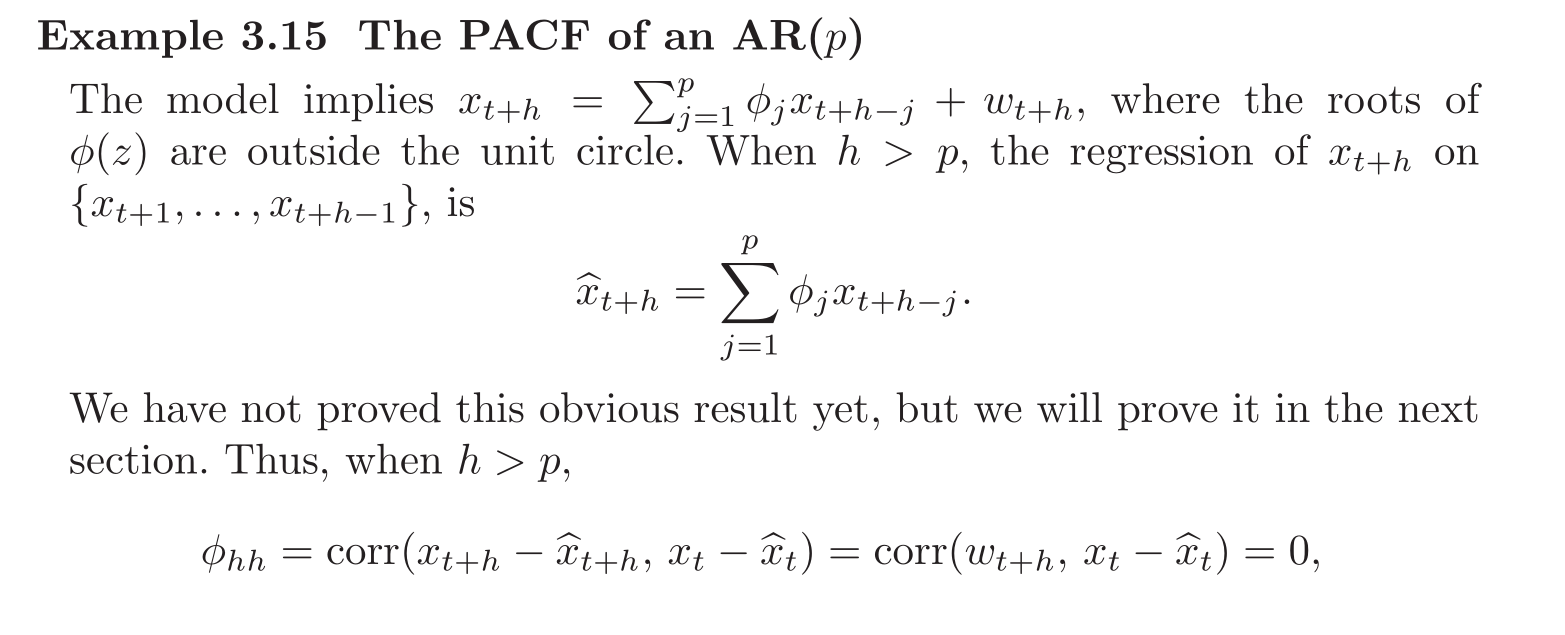 Example 3.15 The PACF of an AR(p)
The model implies $x_{t+h} = \sum_{j=1}^{p} \phi_j x_{t+h-j} + w_{t+h}$, where the roots of
$\phi(z)$ are outside the unit circle. When $h > p$, the regression of $x_{t+h}$ on
$\{x_{t+1}, \ldots, x_{t+h-1}\}$, is
$\widehat{x}_{t+h} = \sum_{j=1}^{p} \phi_j x_{t+h-j}.$
We have not proved this obvious result yet, but we will prove it in the next
section. Thus, when $h > p$,
$\phi_{hh} = \text{corr}(x_{t+h} - \widehat{x}_{t+h}, x_t - \widehat{x}_t) = \text{corr}(w_{t+h}, x_t - \widehat{x}_t) = 0,$